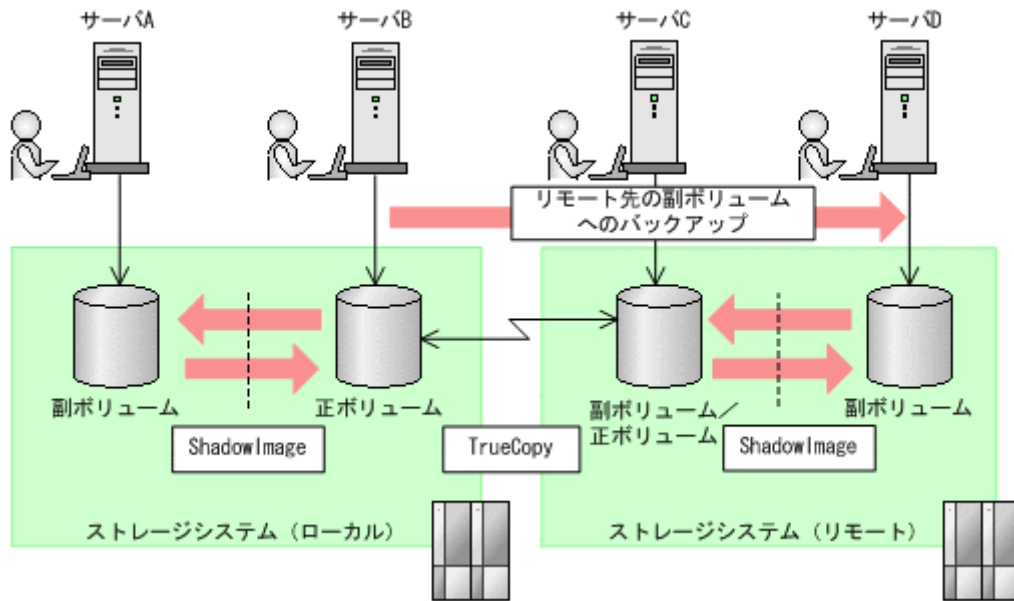 サーバA
サーバB
サーバC
サーバD
リモート先の副ボリューム
へのバックアップ
副ボリューム
正ボリューム
副ボリューム／
正ボリューム
副ボリューム
ShadowImage
TrueCopy
ShadowImage
ストレージシステム（ローカル）
ストレージシステム（リモート）